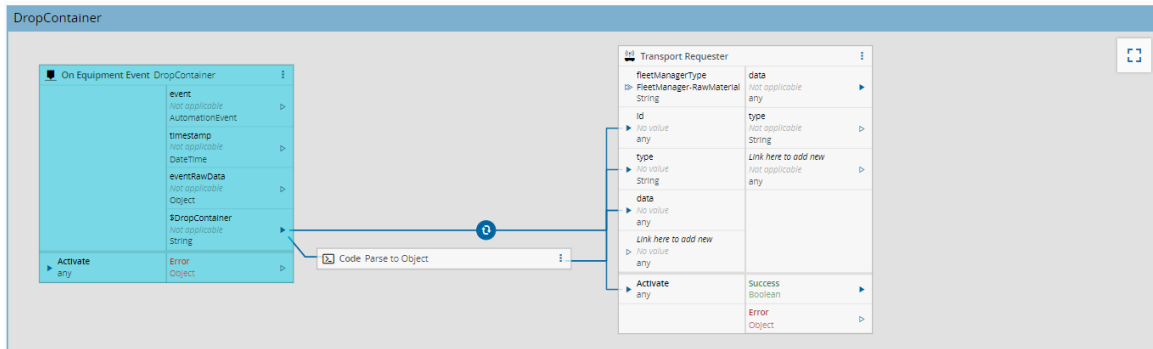 DropContainer
On Equipment Event DropContainer
event
Not applicable
AutomationEvent
timestamp
Not applicable
DateTime
eventRawData
Not applicable
Object
$DropContainer
Not applicable
String
Activate
any
Error
Object
Code Parse to Object
Transport Requester
fleetManagerType
FleetManager-RawMaterial
String
data
Not applicable
any
Id
No value
any
type
Not applicable
String
type
No value
String
Link here to add new
Not applicable
any
data
No value
any
Link here to add new
No value
any
Activate
any
Success
Boolean
Error
Object